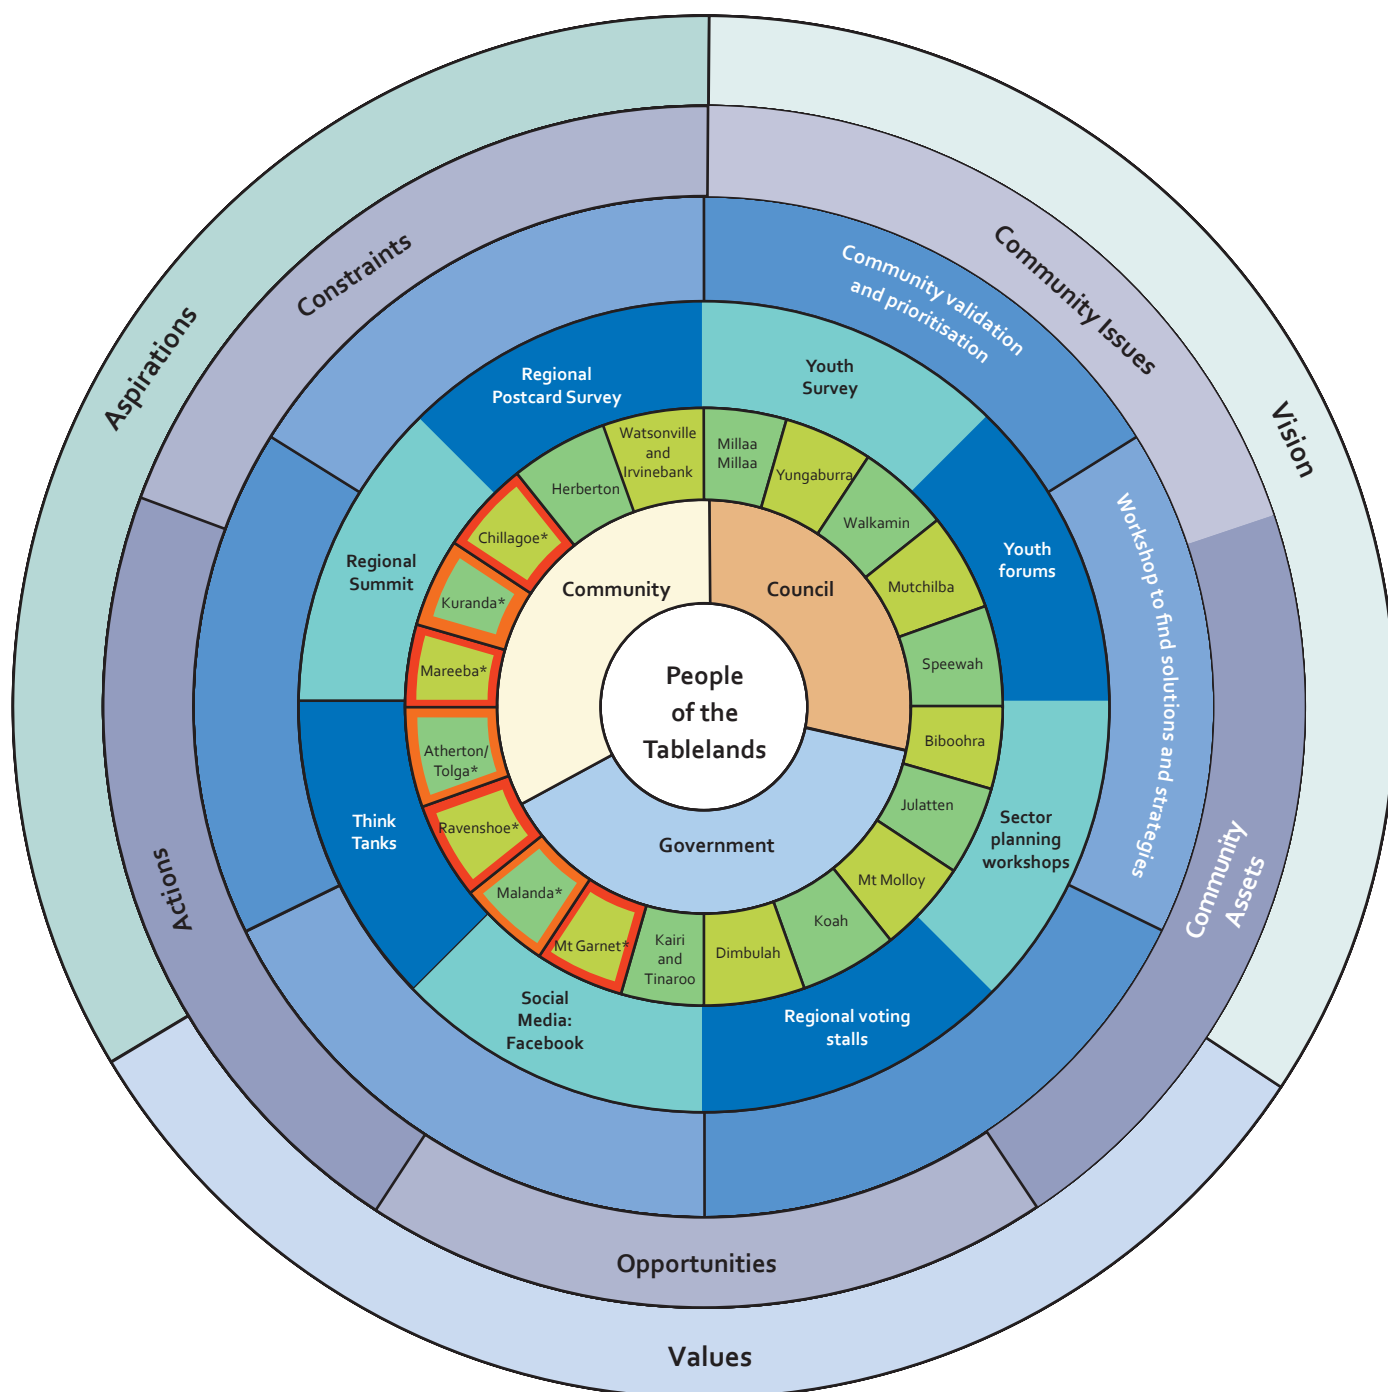 People
of the
Tablelands
Community
Council
Government
Millaa
Millaa
Yungaburra
Walkamin
Mutchilba
Speewah
Biboohra
Julatten
Mt Molloy
Koah
Dimbulah
Kairi
and
Tinaroo
Mt Garnet*
Malanda*
Ravenshoe*
Atherton/
Tolga*
Mareeba*
Kuranda*
Chillagoe*
Herberton
Watsonville
and
Irvinebank
Youth
Survey
Youth
forums
Sector
planning
workshops
Regional voting
stalls
Social
Media:
Facebook
Think
Tanks
Regional
Summit
Regional
Postcard Survey
Community validation
and prioritisation
Workshop to find solutions and strategies
Community Issues
Community
Assets
Opportunities
Actions
Constraints
Vision
Values
Aspirations